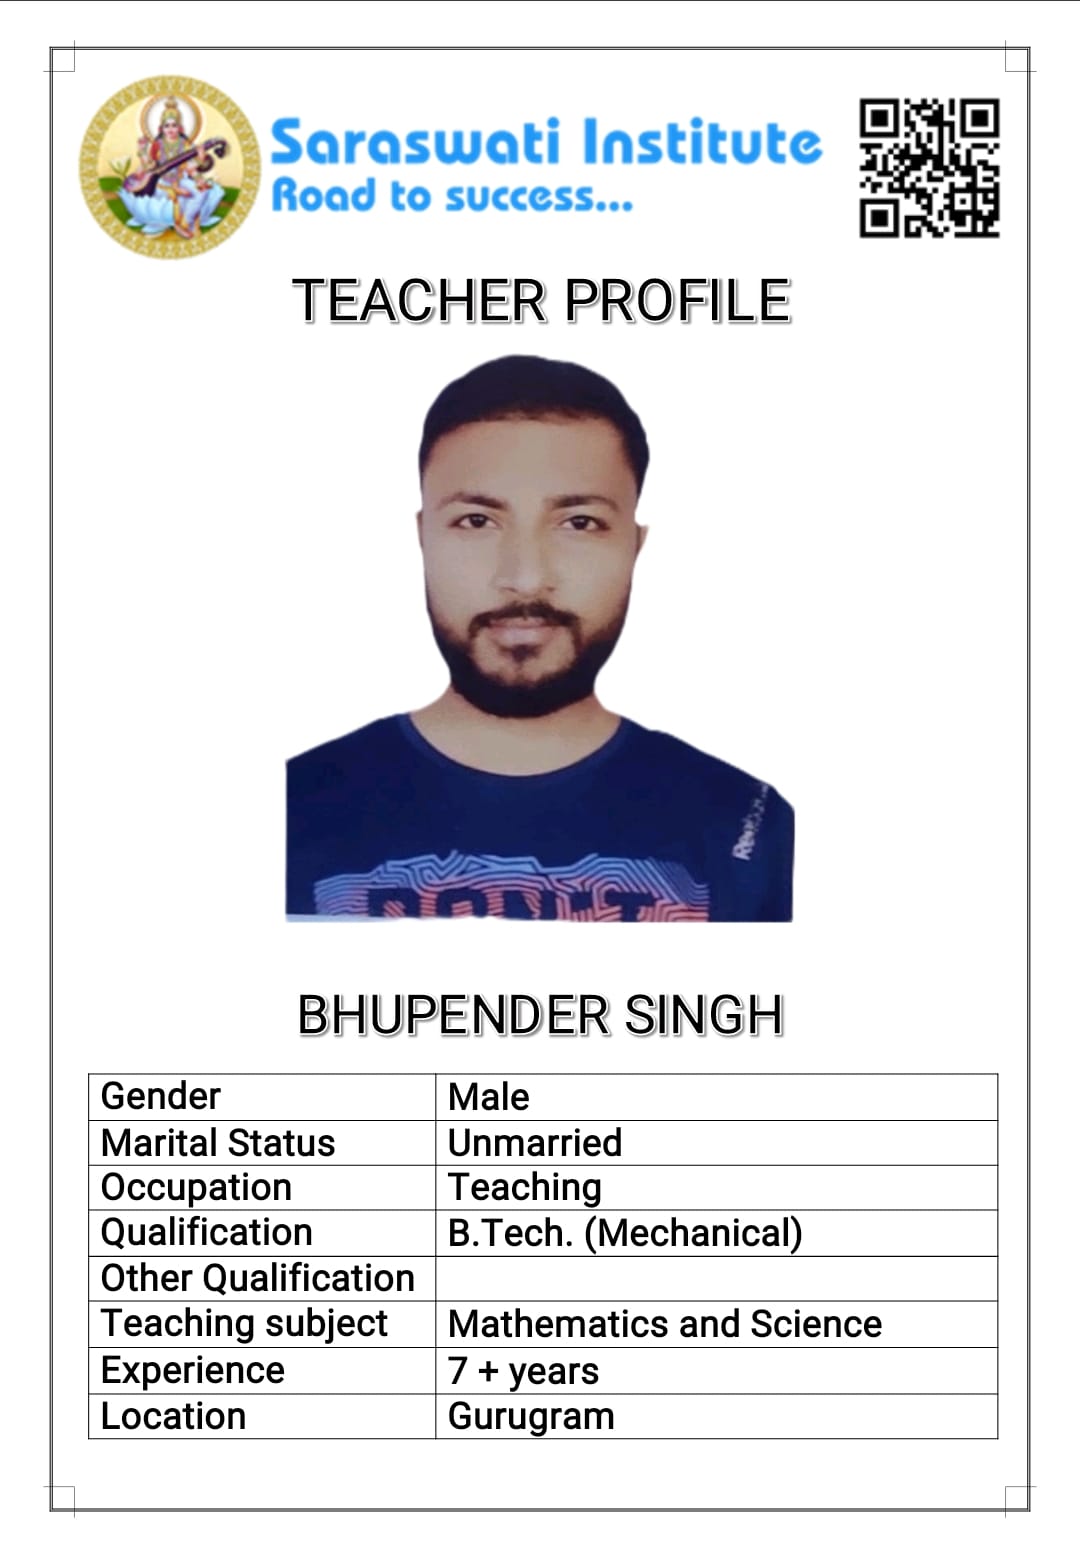 Saraswati Institute
Road to success...
TEACHER PROFILE
BHUPENDER SINGH
Gender Male
Marital Status Unmarried
Occupation Teaching
Qualification B.Tech. (Mechanical)
Other Qualification
Teaching subject Mathematics and Science
Experience 7 + years
Location Gurugram